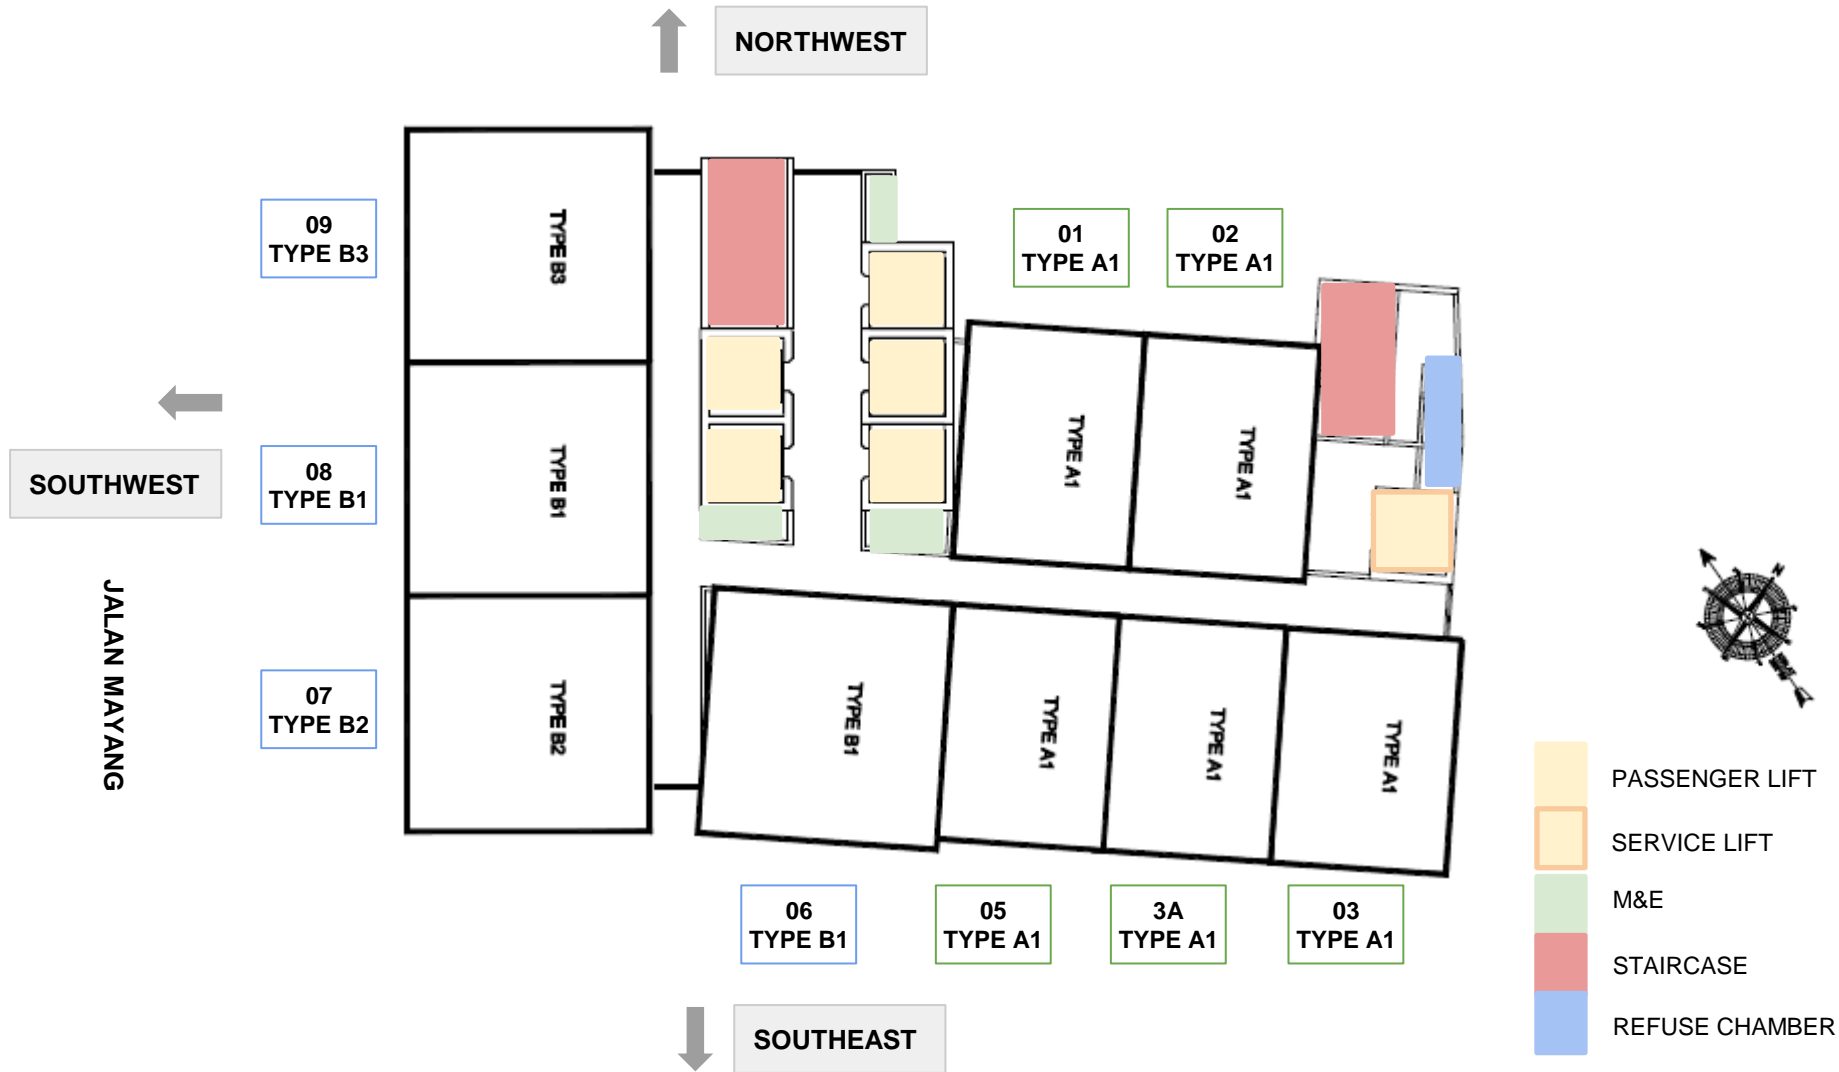 NORTHWEST
09
TYPE B3
TYPE B3
01
TYPE A1
02
TYPE A1
SOUTHWEST
08
TYPE B1
TYPE B1
TYPE A1
TYPE A1
N
JALAN MAYANG
07
TYPE B2
TYPE B2
TYPE B1
TYPE A1
TYPE A1
TYPE A1
06
TYPE B1
05
TYPE A1
3A
TYPE A1
03
TYPE A1
SOUTHEAST
PASSENGER LIFT
SERVICE LIFT
M&E
STAIRCASE
REFUSE CHAMBER